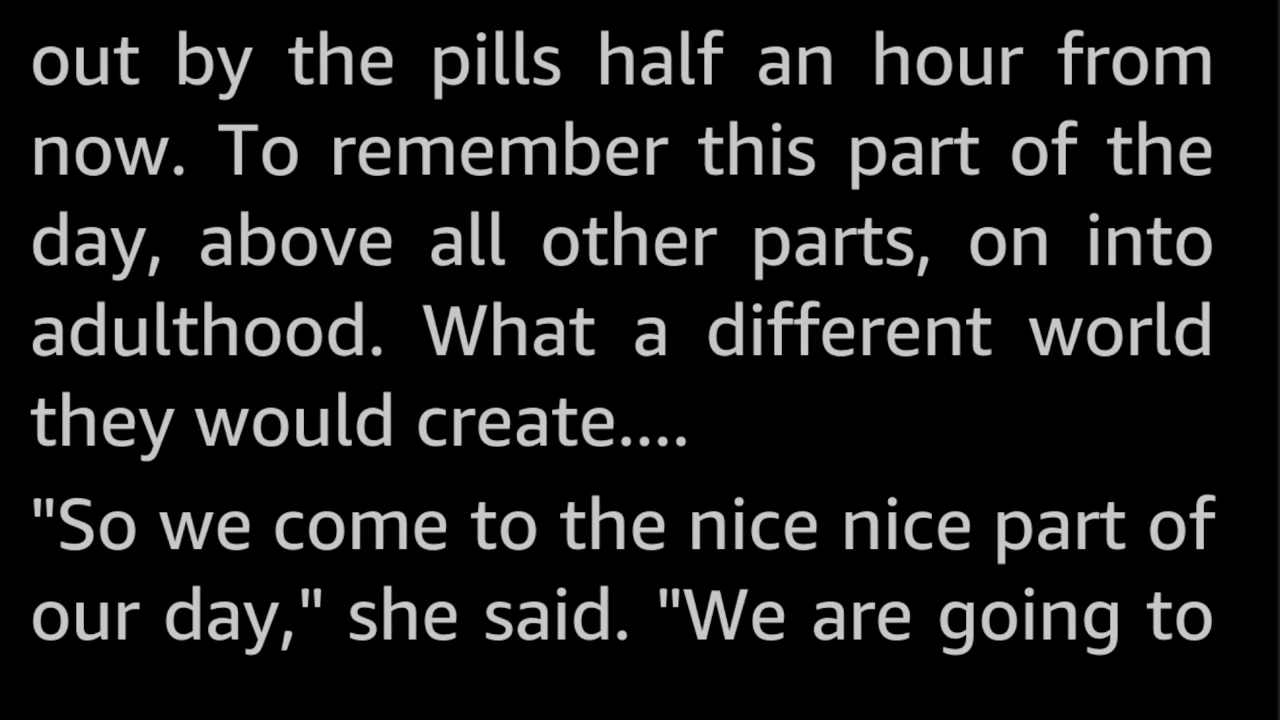 out by the pills half an hour from
now. To remember this part of the
day, above all other parts, on into
adulthood. What a different world
they would create....
"So we come to the nice nice part of
our day," she said. "We are going to